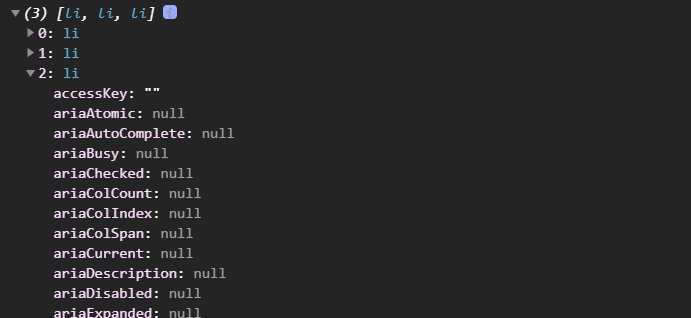 (3) [li, li, li] i
0: li
1: li
2: li
accessKey: ""
ariaAtomic: null
ariaAutoComplete: null
ariaBusy: null
ariaChecked: null
ariaColCount: null
ariaColIndex: null
ariaColSpan: null
ariaCurrent: null
ariaDescription: null
ariaDisabled: null
ariaExpanded: null